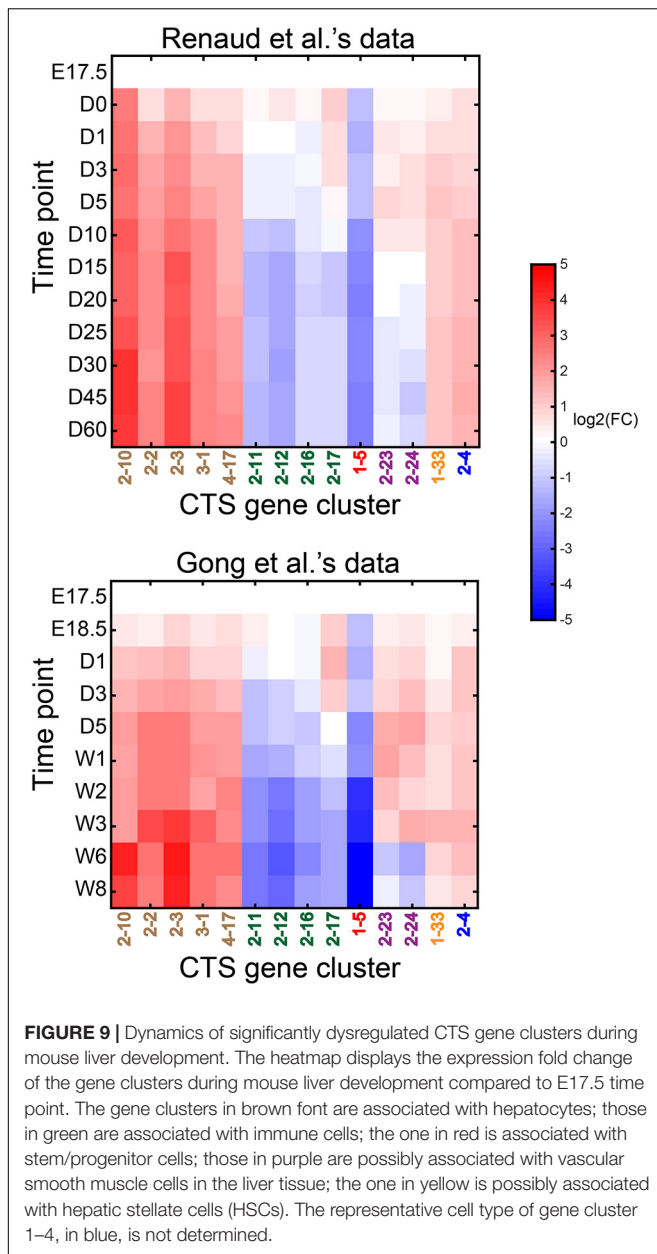 Renaud et al.'s data
E17.5
D0
D1
D3
D5
D10
D15
D20
D25
D30
D45
D60
Time point
2-10 2-2 2-3 3-1 4-17 2-11 2-12 2-16 2-17 1-5 2-23 2-24 1-33 2-4
CTS gene cluster
5
4
3
2
1
0
-1
-2
-3
-4
-5
log2(FC)
Gong et al.'s data
E17.5
E18.5
D1
D3
D5
W1
W2
W3
W6
W8
Time point
2-10 2-2 2-3 3-1 4-17 2-11 2-12 2-16 2-17 1-5 2-23 2-24 1-33 2-4
CTS gene cluster
FIGURE 9 | Dynamics of significantly dysregulated CTS gene clusters during
mouse liver development. The heatmap displays the expression fold change
of the gene clusters during mouse liver development compared to E17.5 time
point. The gene clusters in brown font are associated with hepatocytes; those
in green are associated with immune cells; the one in red is associated with
stem/progenitor cells; those in purple are possibly associated with vascular
smooth muscle cells in the liver tissue; the one in yellow is possibly associated
with hepatic stellate cells (HSCs). The representative cell type of gene cluster
1–4, in blue, is not determined.